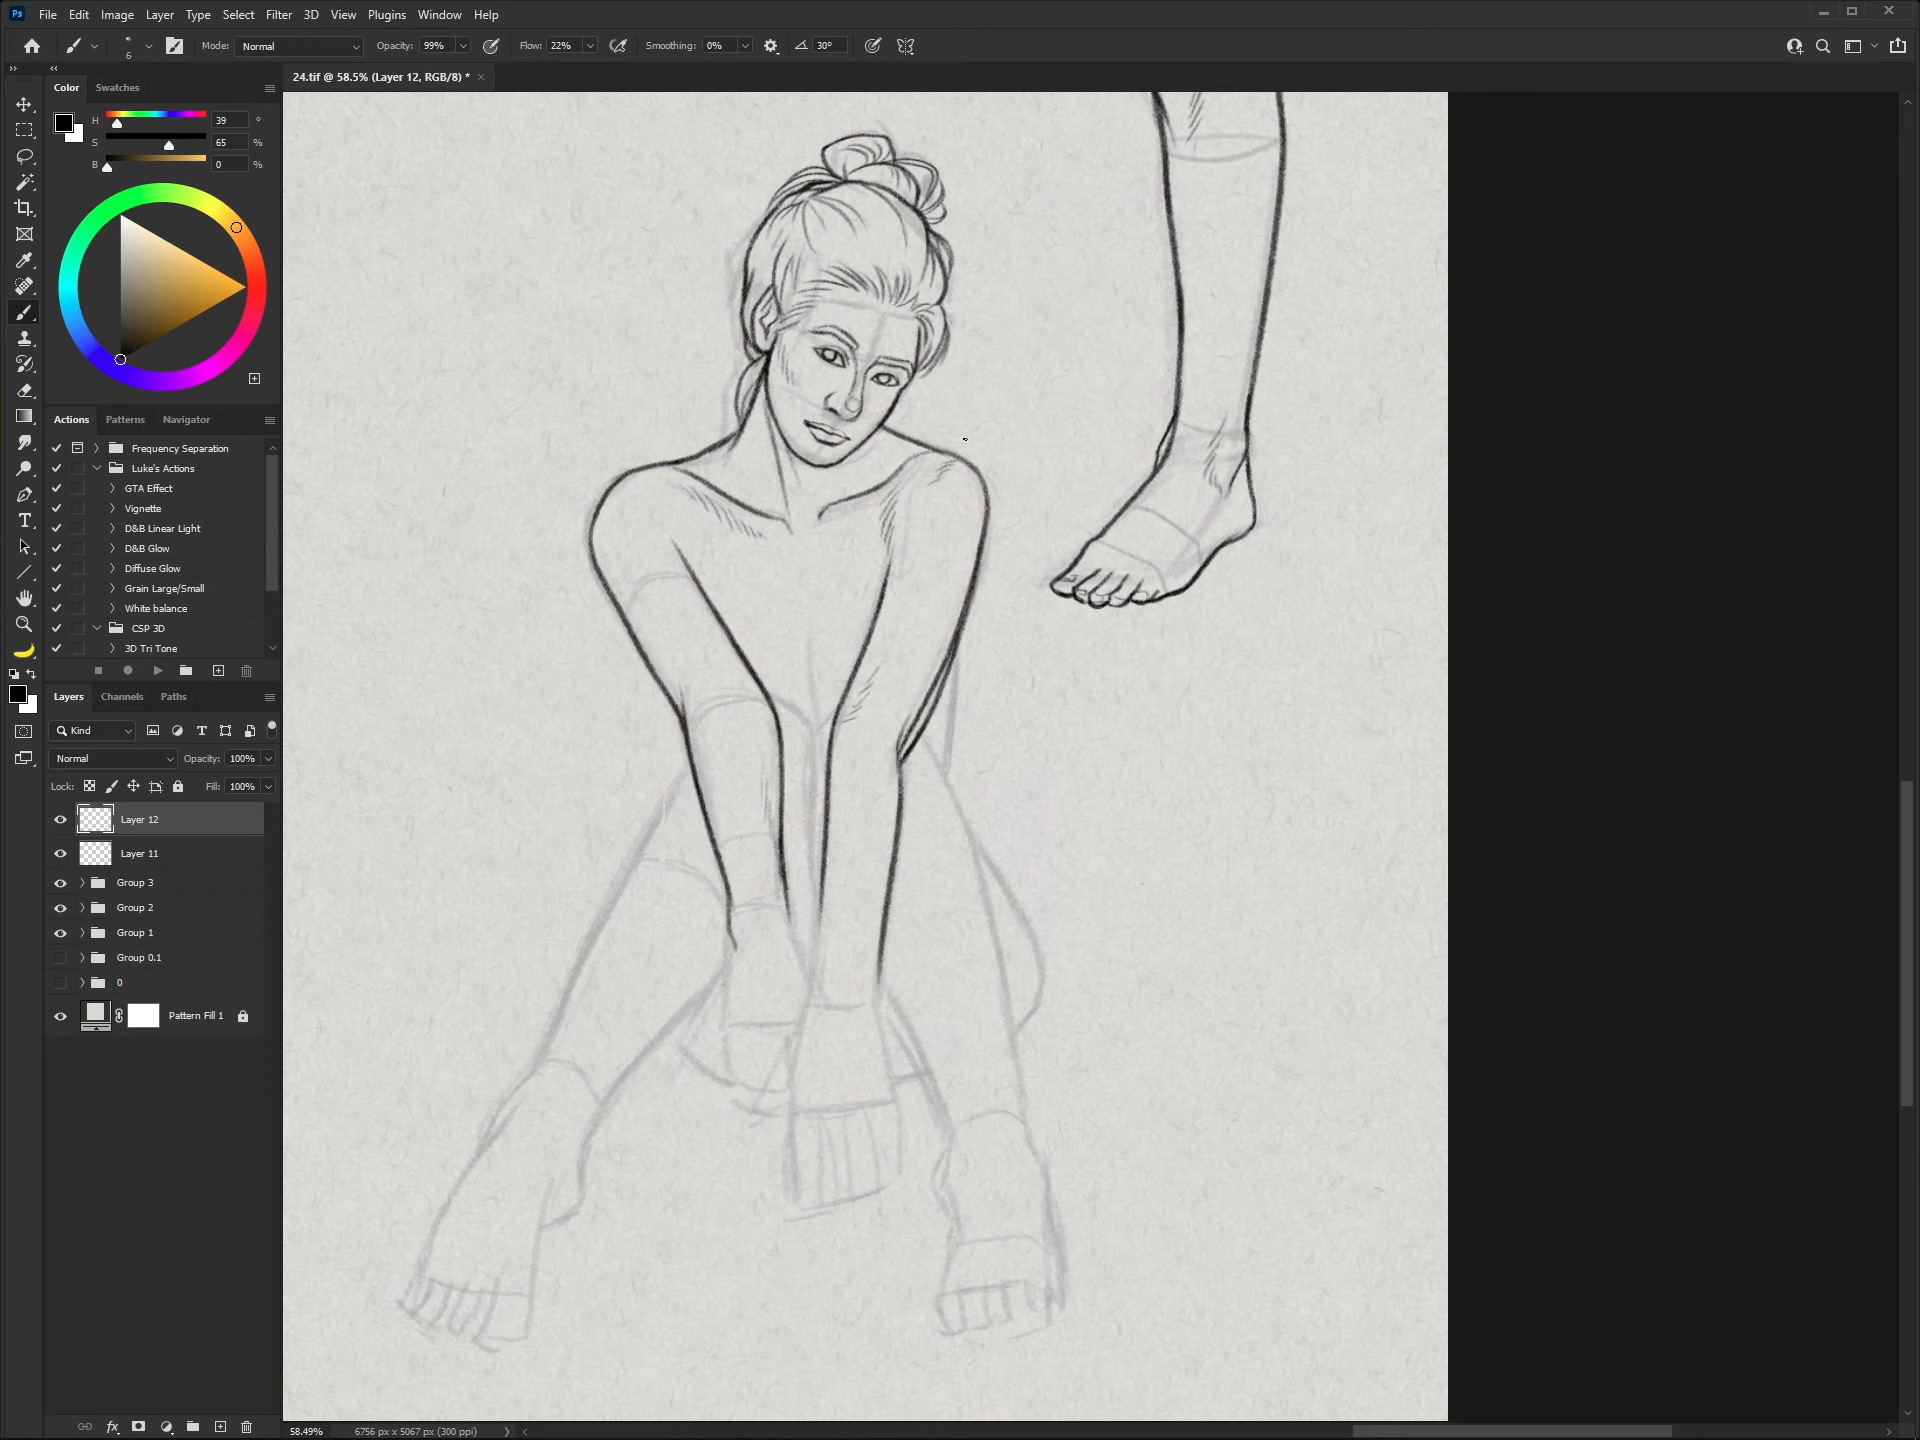 Ps File Edit Image Layer Type Select Filter 3D View Plugins Window Help
6 Mode: Normal Opacity: 99% Flow: 22% Smoothing: 0% 30°
24.tif @ 58.5% (Layer 12, RGB/8) *
Color Swatches
H 39 °
S 65 %
B 0 %
Actions Patterns Navigator
Frequency Separation
Luke's Actions
GTA Effect
Vignette
D&B Linear Light
D&B Glow
Diffuse Glow
Grain Large/Small
White balance
CSP 3D
3D Tri Tone
Layers Channels Paths
Kind
Normal Opacity: 100%
Lock: Fill: 100%
Layer 12
Layer 11
Group 3
Group 2
Group 1
Group 0.1
0
Pattern Fill 1
fx
58.49% 6756 px x 5067 px (300 ppi)